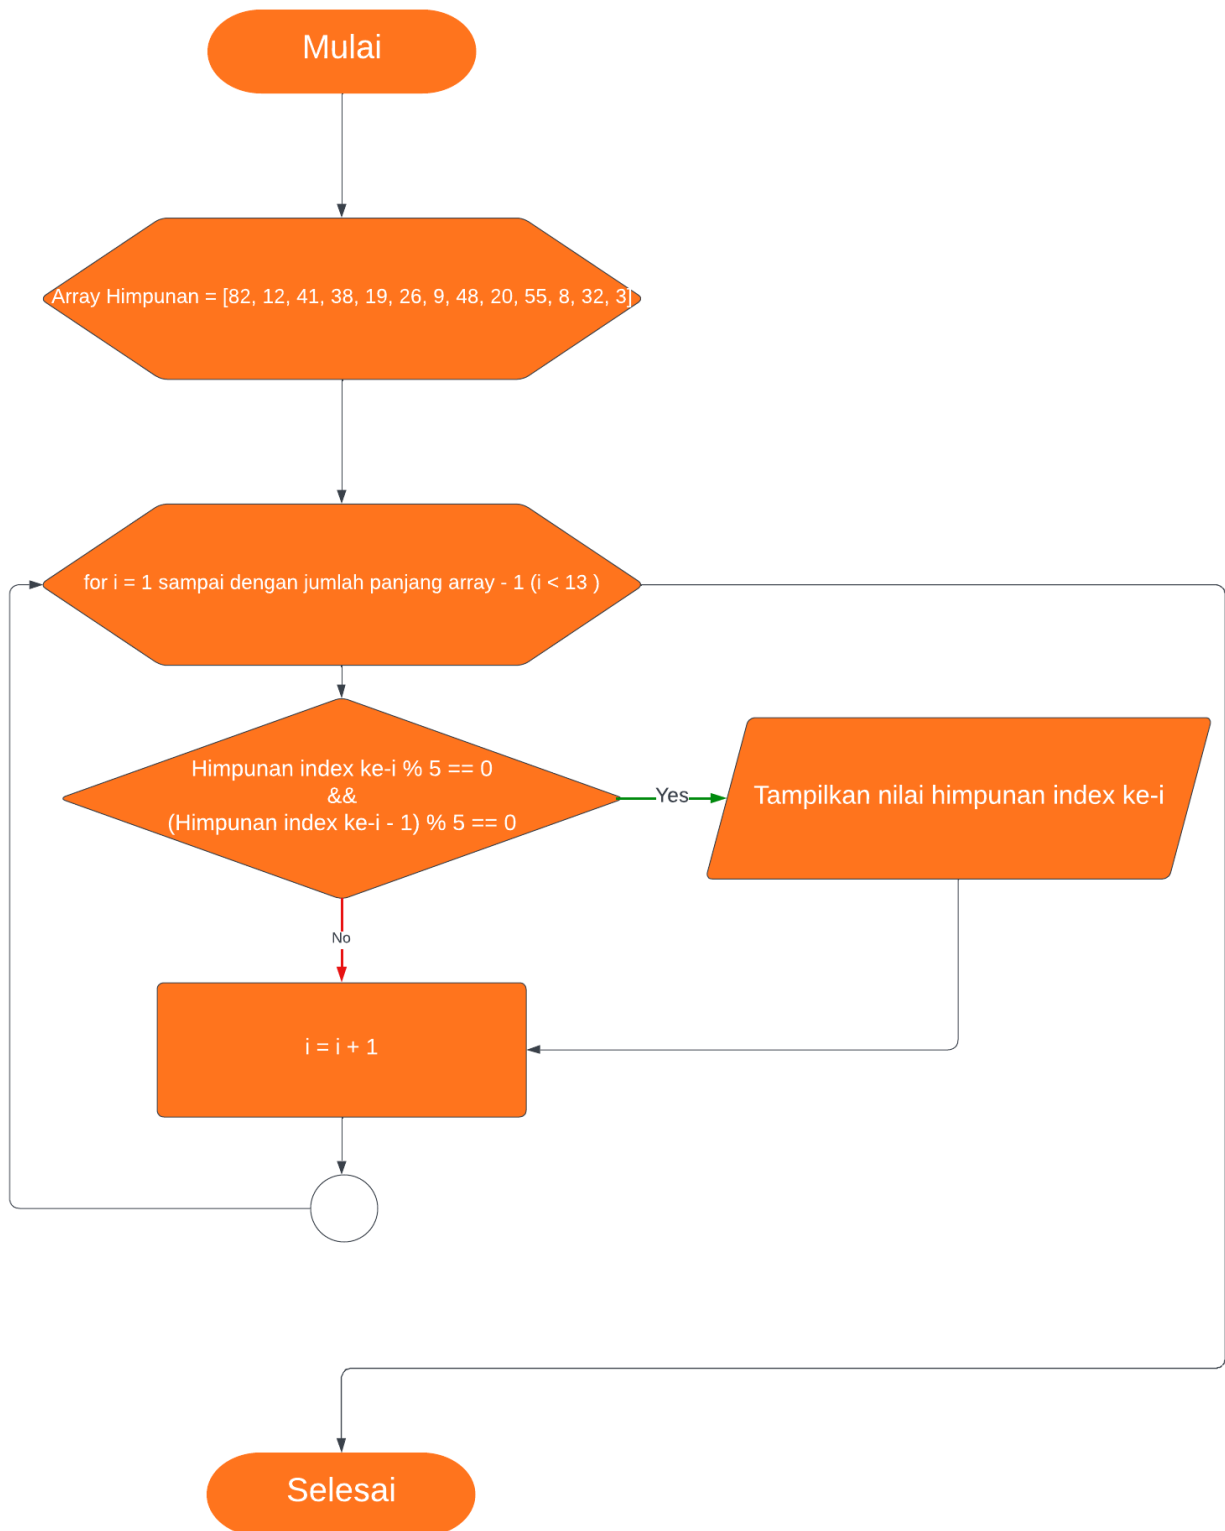 Mulai
Array Himpunan = [82, 12, 41, 38, 19, 26, 9, 48, 20, 55, 8, 32, 3]
for i = 1 sampai dengan jumlah panjang array - 1 (i < 13 )
Himpunan index ke-i % 5 == 0
&&
(Himpunan index ke-i - 1) % 5 == 0
Yes
Tampilkan nilai himpunan index ke-i
No
i = i + 1
Selesai